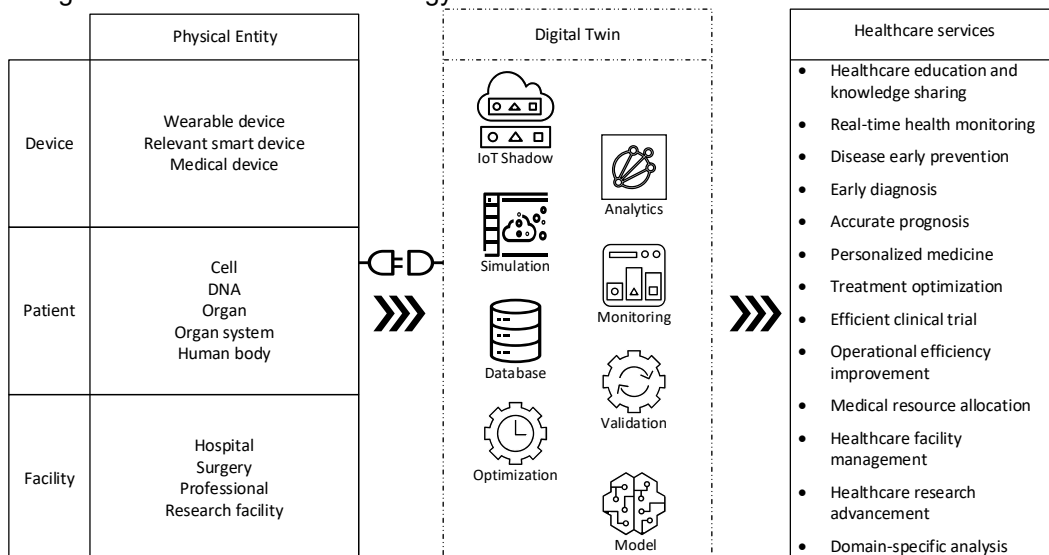 Physical Entity
Device
Wearable device
Relevant smart device
Medical device
Patient
Cell
DNA
Organ
Organ system
Human body
Facility
Hospital
Surgery
Professional
Research facility
Digital Twin
IoT Shadow
Analytics
Simulation
Monitoring
Database
Validation
Optimization
Model
Healthcare services
• Healthcare education and
knowledge sharing
• Real-time health monitoring
• Disease early prevention
• Early diagnosis
• Accurate prognosis
• Personalized medicine
• Treatment optimization
• Efficient clinical trial
• Operational efficiency
improvement
• Medical resource allocation
• Healthcare facility
management
• Healthcare research
advancement
• Domain-specific analysis